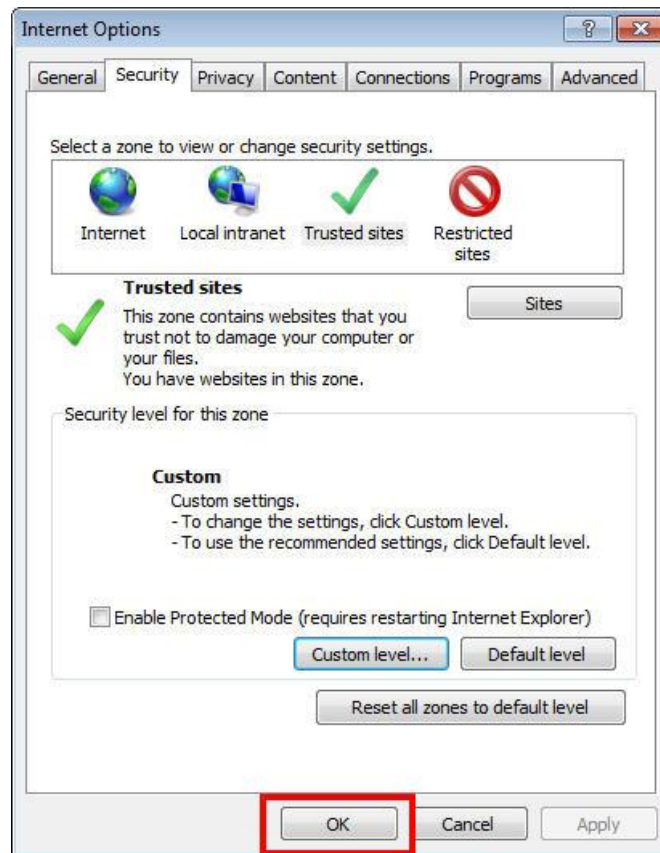 Internet Options
General Security Privacy Content Connections Programs Advanced
Select a zone to view or change security settings.
Internet Local intranet Trusted sites Restricted
sites
Trusted sites
Sites
This zone contains websites that you
trust not to damage your computer or
your files.
You have websites in this zone.
Security level for this zone
Custom
Custom settings.
- To change the settings, click Custom level.
- To use the recommended settings, click Default level.
Enable Protected Mode (requires restarting Internet Explorer)
Custom level... Default level
Reset all zones to default level
OK Cancel Apply